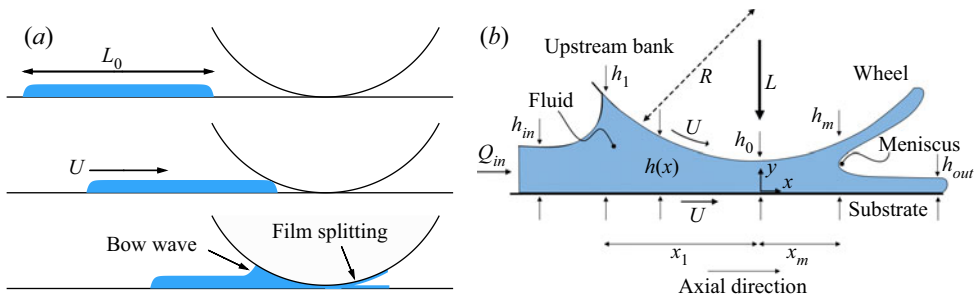 (a)
L₀
U
Bow wave
Film splitting
(b)
Upstream bank
h₁
R
L
Wheel
Fluid
U
hᵢₙ
h₀
hₘ
Meniscus
Qᵢₙ
h(x)
y
x
h_out
U
Substrate
x₁
xₘ
Axial direction